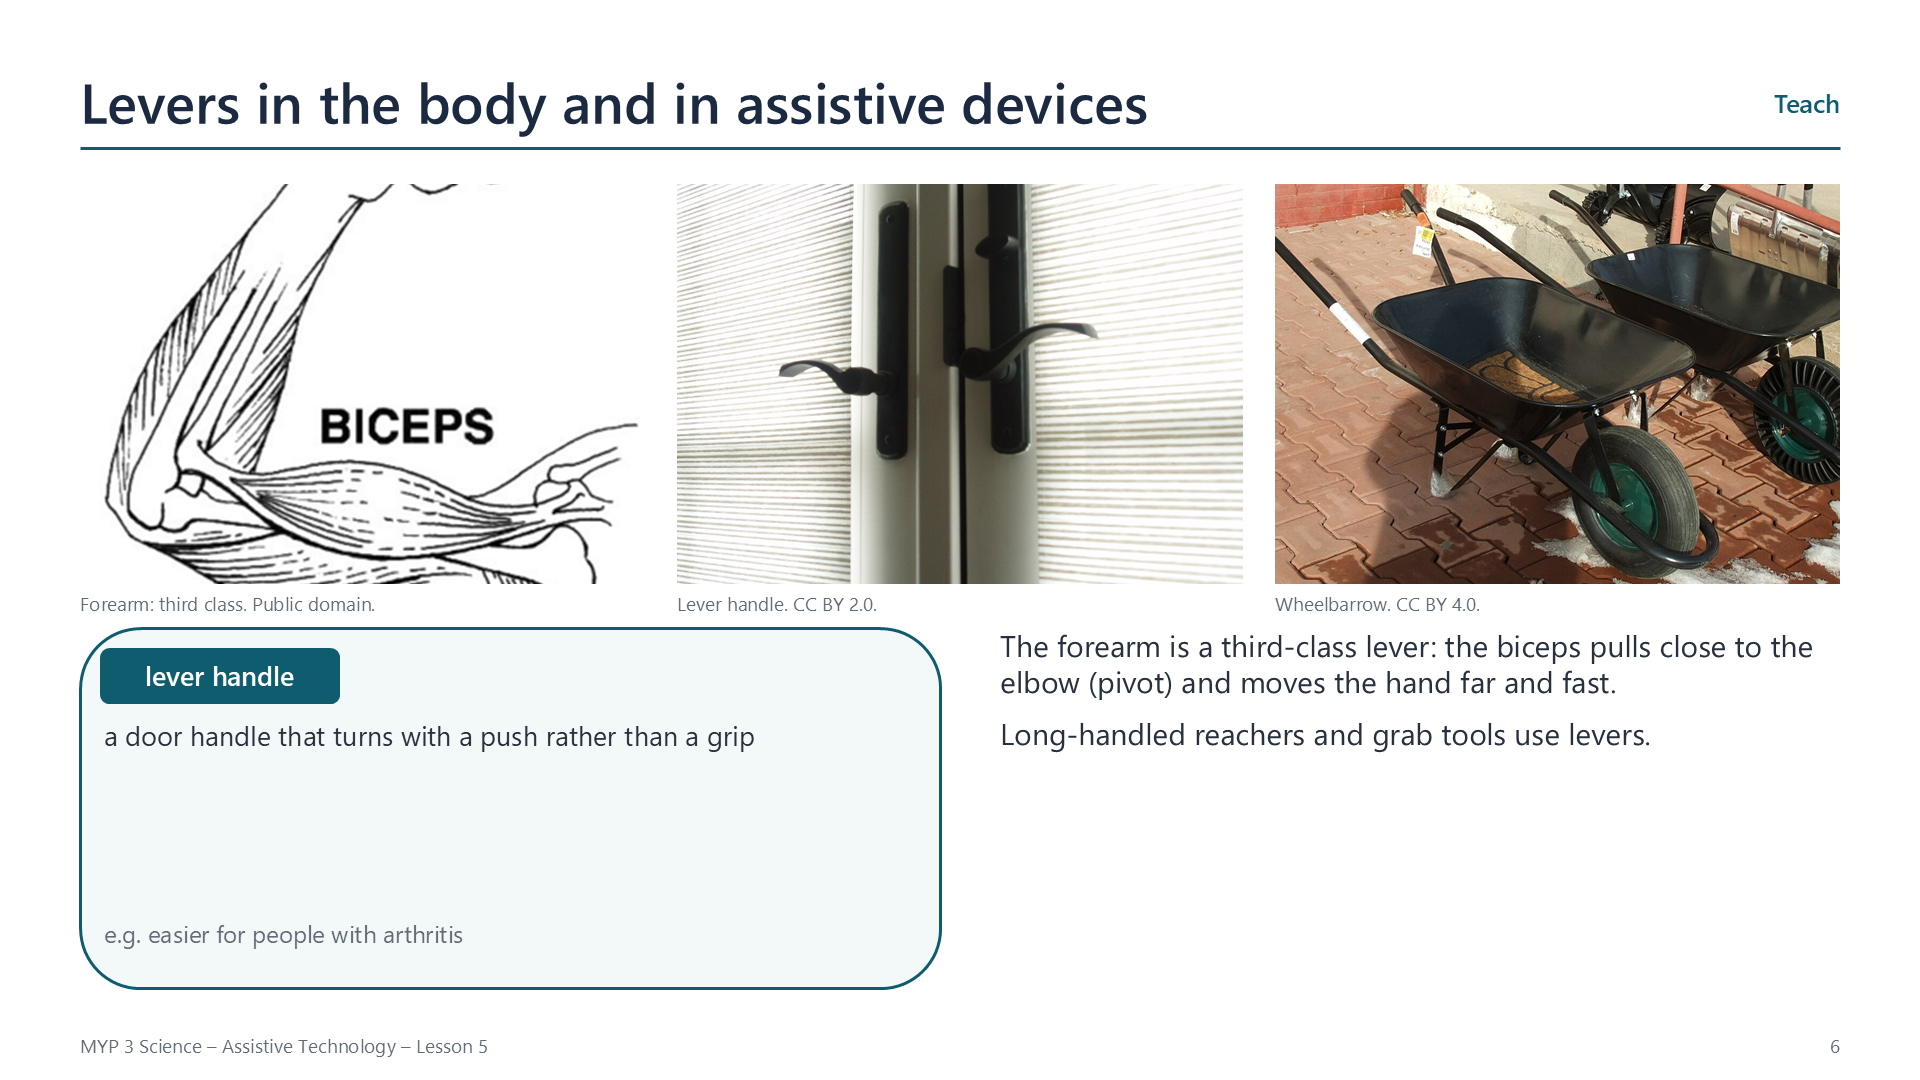 Levers in the body and in assistive devices
Teach
BICEPS
Forearm: third class. Public domain.
Lever handle. CC BY 2.0.
Wheelbarrow. CC BY 4.0.
lever handle
a door handle that turns with a push rather than a grip
e.g. easier for people with arthritis
The forearm is a third-class lever: the biceps pulls close to the
elbow (pivot) and moves the hand far and fast.
Long-handled reachers and grab tools use levers.
MYP 3 Science – Assistive Technology – Lesson 5
6